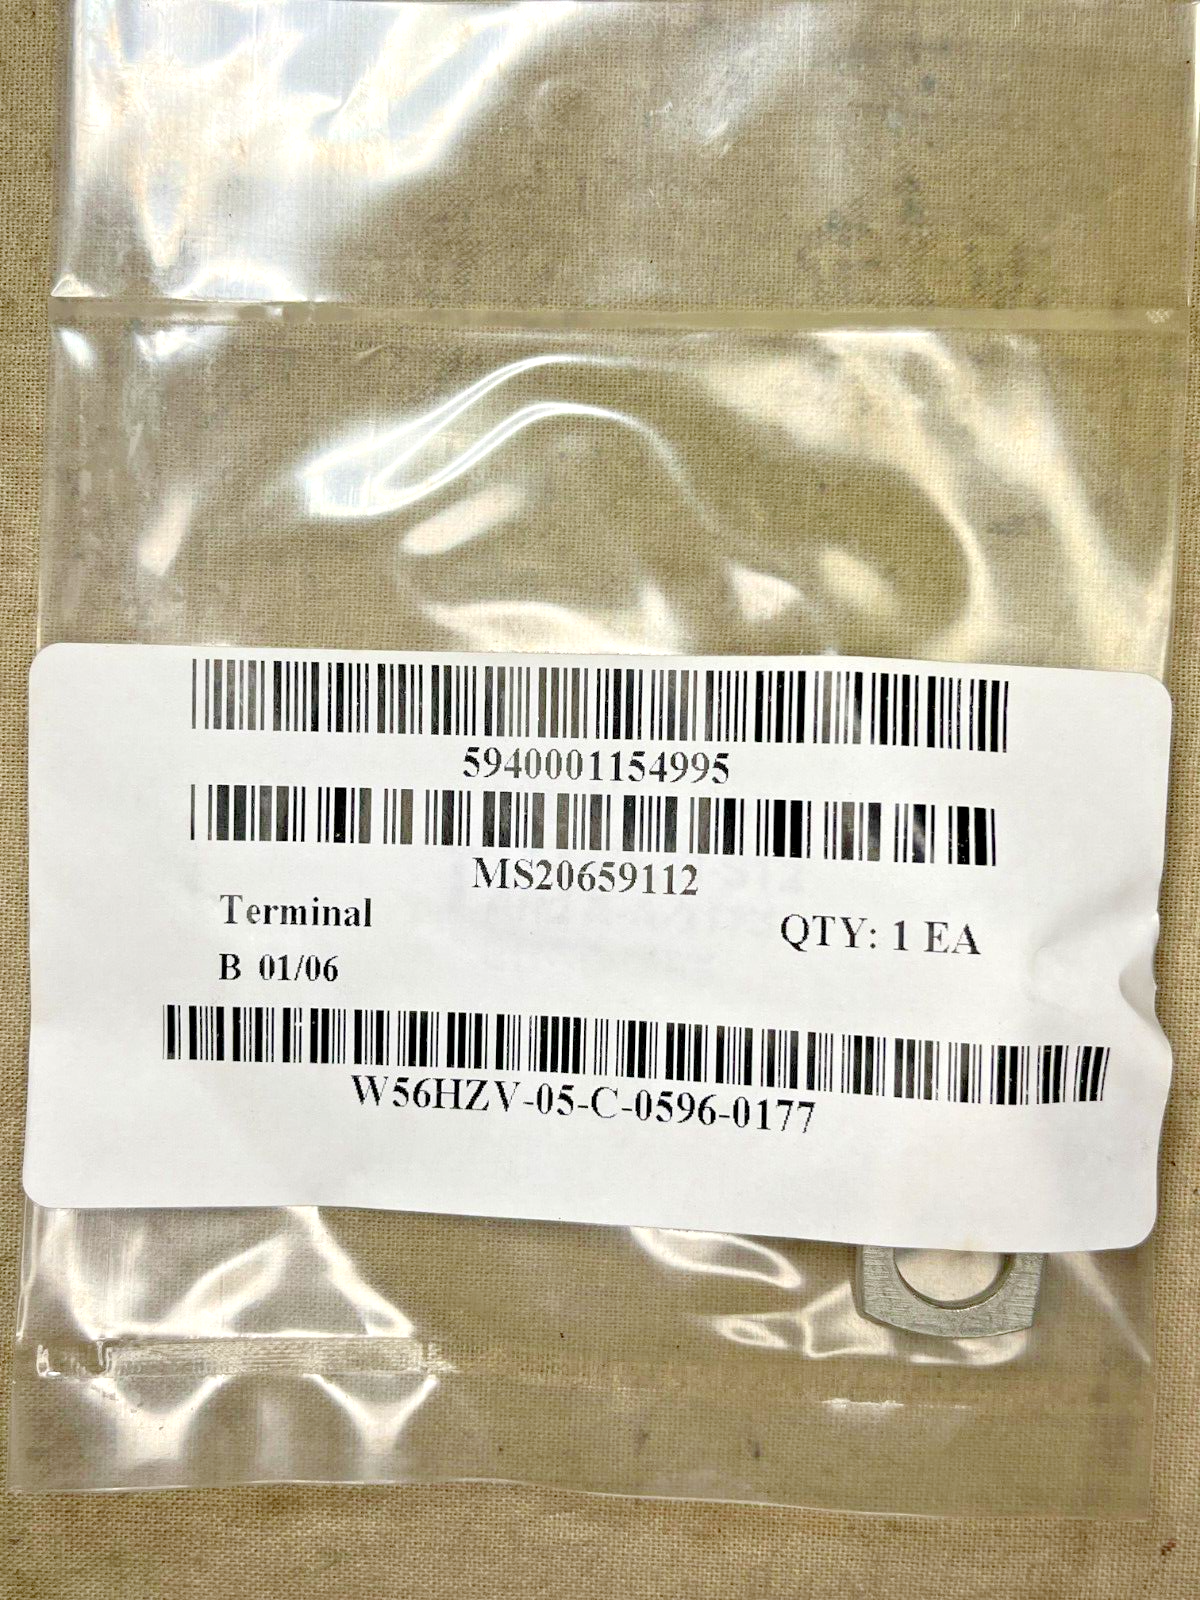 5940001154995
MS20659112
Terminal
QTY: 1 EA
B 01/06
W56HZV-05-C-0596-0177